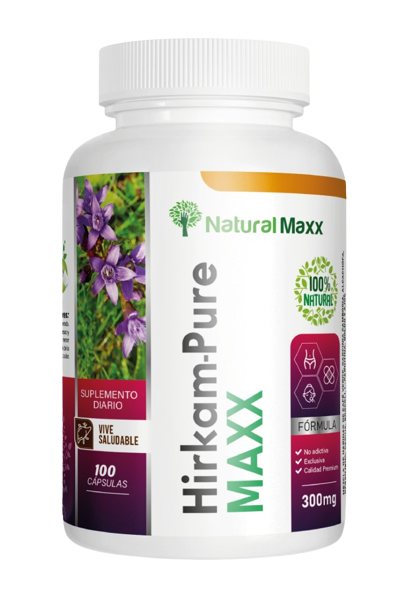 Natural Maxx
100%
NATURAL
Hirkam-Pure
MAXX
SUPLEMENTO
DIARIO
VIVE
SALUDABLE
100
CÁPSULAS
FÓRMULA
No adictiva
Exclusiva
Calidad Premium
300mg